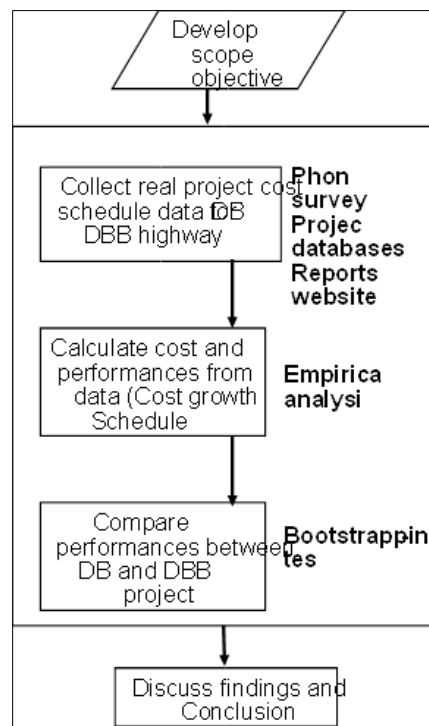 Develop
scope
objective
Collect real project cost
schedule data for DB
DBB highway
Phon
survey
Projec
databases
Reports
website
Calculate cost and
performances from
data (Cost growth
Schedule
Empirica
analysi
Compare
performances between
DB and DBB
project
Bootstrappin
tes
Discuss findings and
Conclusion